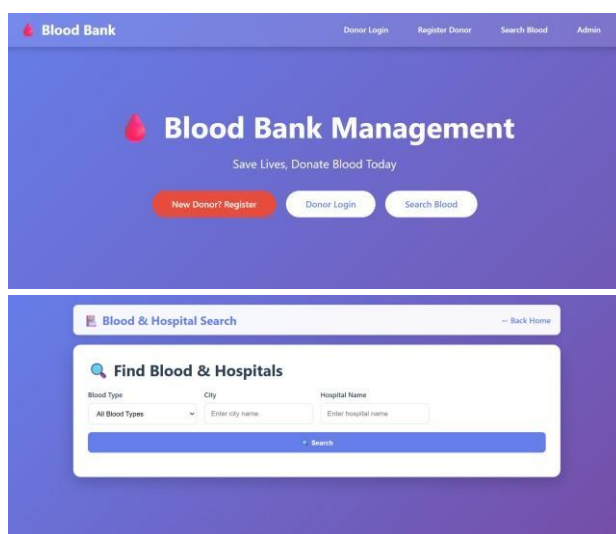 Blood Bank
Donor Login Register Donor Search Blood Admin
Blood Bank Management
Save Lives, Donate Blood Today
New Donor? Register Donor Login Search Blood
Blood & Hospital Search
← Back Home
Find Blood & Hospitals
Blood Type City Hospital Name
All Blood Types Enter city name Enter hospital name
Search